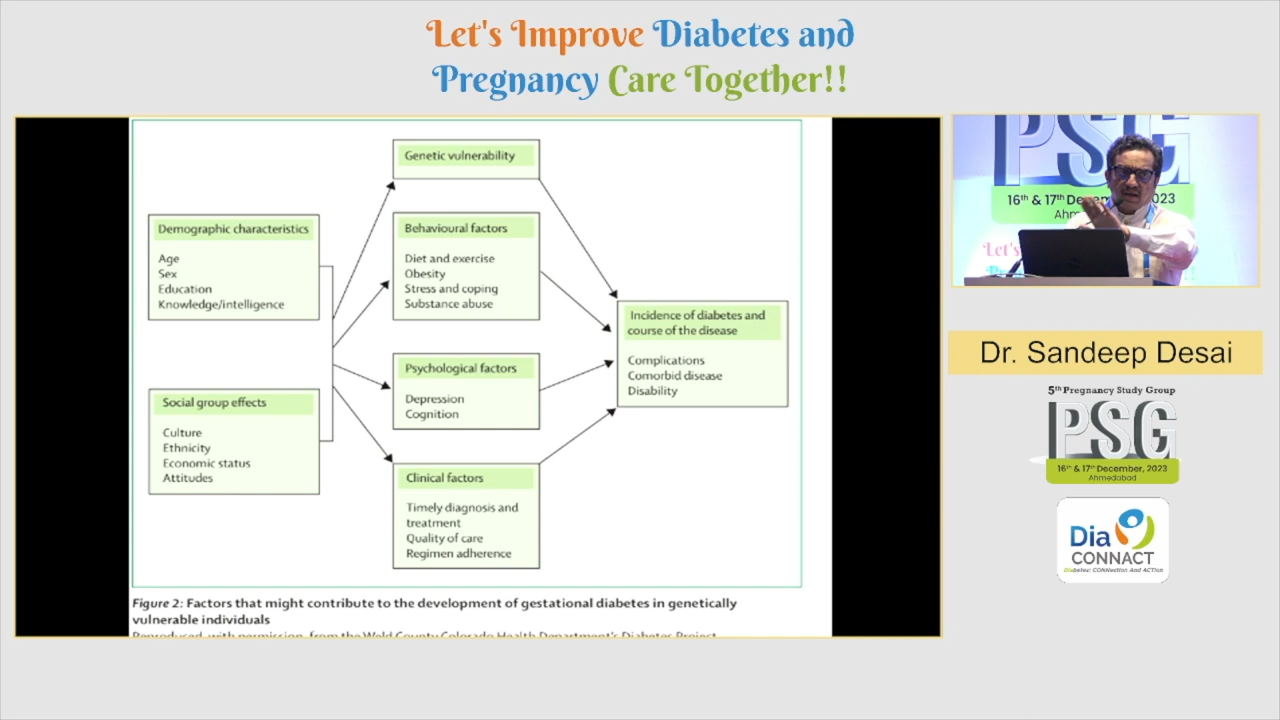 Let's Improve Diabetes and
Pregnancy Care Together!!
Genetic vulnerability
Demographic characteristics
Age
Sex
Education
Knowledge/intelligence
Behavioural factors
Diet and exercise
Obesity
Stress and coping
Substance abuse
Incidence of diabetes and
course of the disease
Complications
Comorbid disease
Disability
Psychological factors
Depression
Cognition
Social group effects
Culture
Ethnicity
Economic status
Attitudes
Clinical factors
Timely diagnosis and
treatment
Quality of care
Regimen adherence
Figure 2: Factors that might contribute to the development of gestational diabetes in genetically
vulnerable individuals
Reproduced, with permission, from the Weld County Colorado Health Department's Diabetes Project
PSG
16th & 17th December, 2023
Let's
Dr. Sandeep Desai
5th Pregnancy Study Group
PSG
16th & 17th December, 2023
Ahmedabad
Dia
CONNACT
Diabetes: CONNection And ACTion